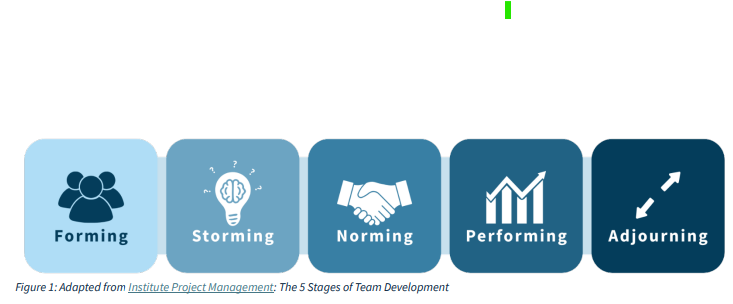 Forming Storming Norming Performing Adjourning
Figure 1: Adapted from Institute Project Management: The 5 Stages of Team Development